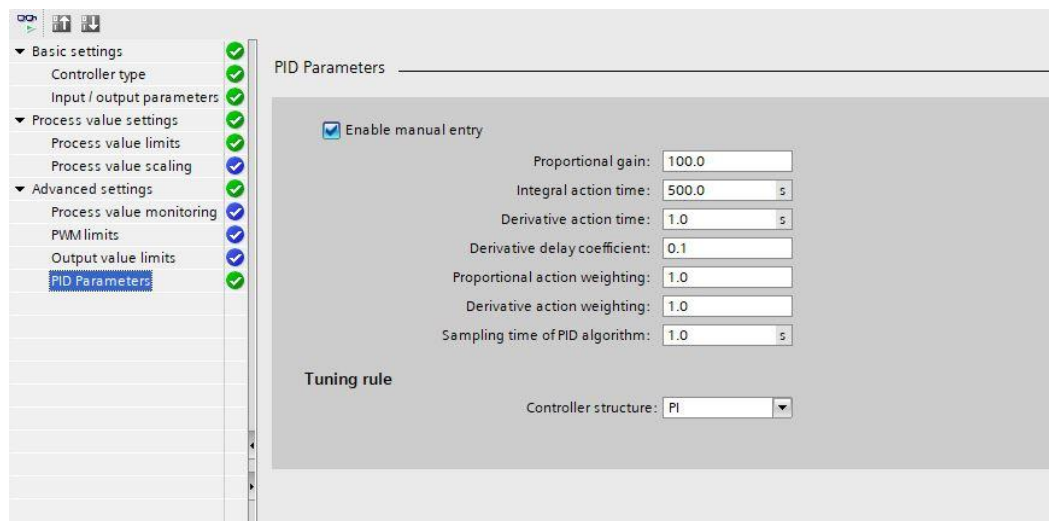 Basic settings
Controller type
Input / output parameters
Process value settings
Process value limits
Process value scaling
Advanced settings
Process value monitoring
PWM limits
Output value limits
PID Parameters
PID Parameters
Enable manual entry
Proportional gain: 100.0
Integral action time: 500.0 s
Derivative action time: 1.0 s
Derivative delay coefficient: 0.1
Proportional action weighting: 1.0
Derivative action weighting: 1.0
Sampling time of PID algorithm: 1.0 s
Tuning rule
Controller structure: PI